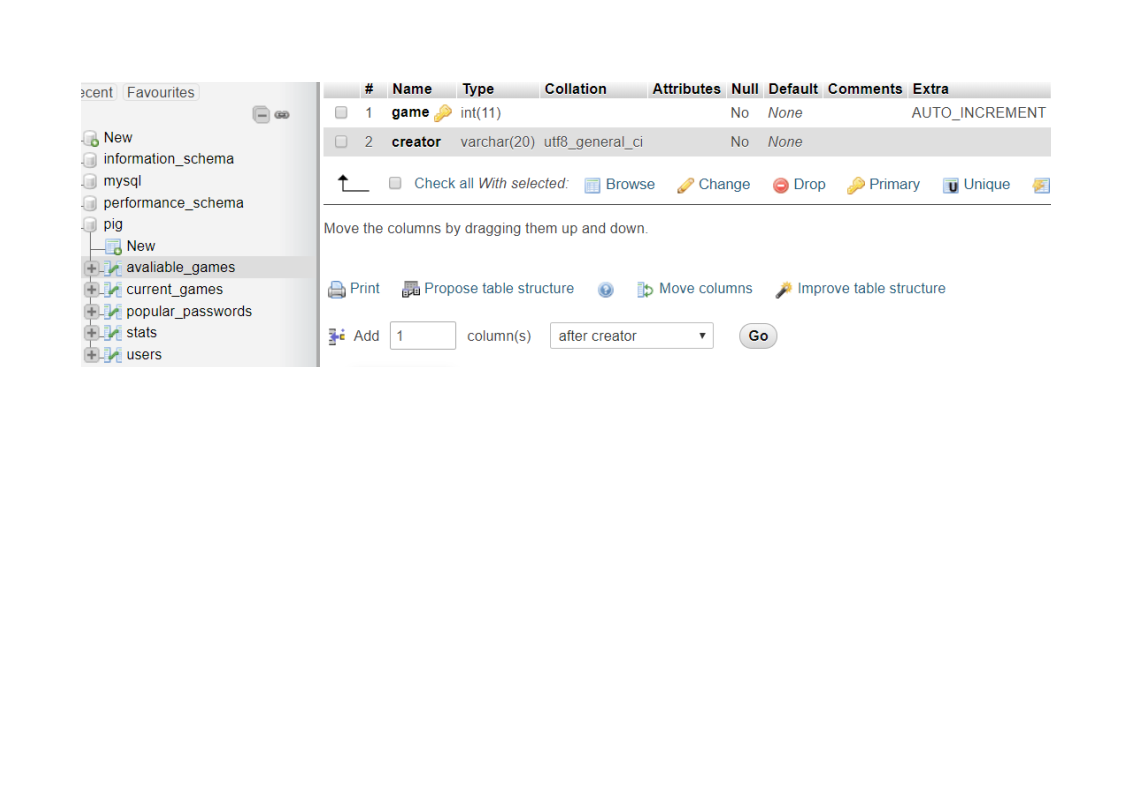 ecent Favourites
New
information_schema
mysql
performance_schema
pig
New
avaliable_games
current_games
popular_passwords
stats
users
# Name Type Collation Attributes Null Default Comments Extra
1 game int(11) No None AUTO_INCREMENT
2 creator varchar(20) utf8_general_ci No None
Check all With selected: Browse Change Drop Primary U Unique
Move the columns by dragging them up and down.
Print Propose table structure Move columns Improve table structure
Add 1 column(s) after creator Go